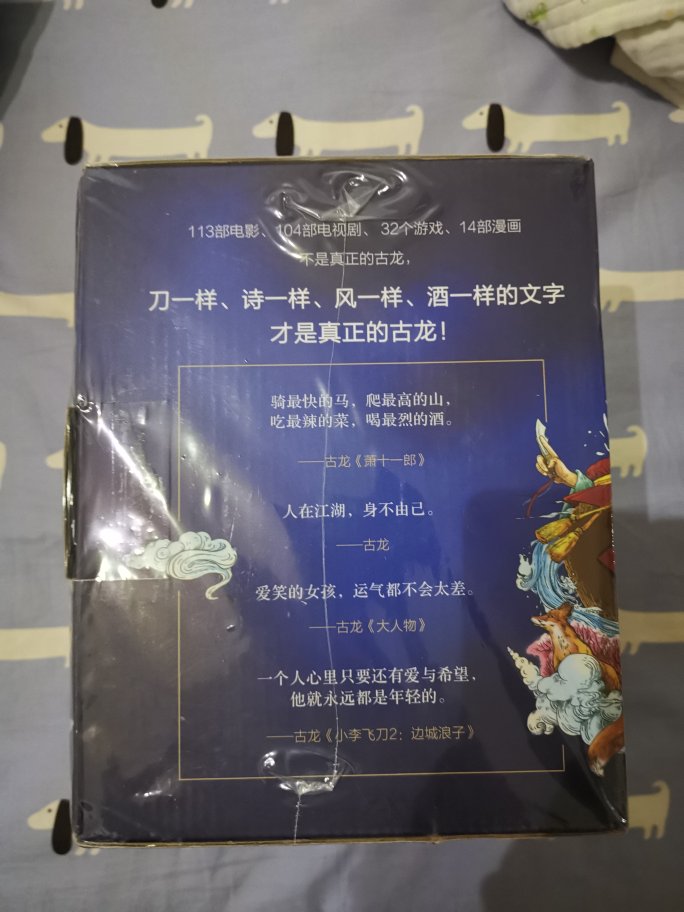 113部电影、104部电视剧、32个游戏、14部漫画
不是真正的古龙，
刀一样、诗一样、风一样、酒一样的文字
才是真正的古龙！
骑最快的马，爬最高的山，
吃最辣的菜，喝最烈的酒。
——古龙《萧十一郎》
人在江湖，身不由己。
——古龙
爱笑的女孩，运气都不会太差。
——古龙《大人物》
一个人心里只要还有爱与希望，
他就永远都是年轻的。
——古龙《小李飞刀2：边城浪子》